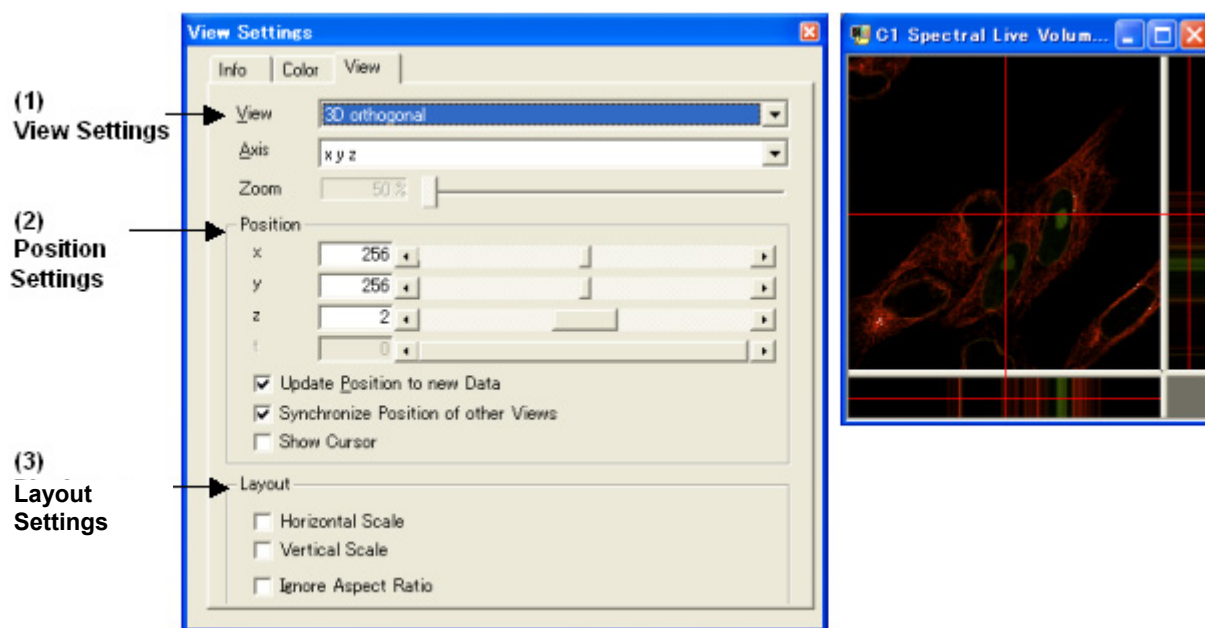 View Settings
Info Color View
(1)
View Settings
View 3D orthogonal
Axis x y z
Zoom 50 %
(2)
Position
Settings
Position
x 256
y 256
z 2
t 0
Update Position to new Data
Synchronize Position of other Views
Show Cursor
(3)
Layout
Settings
Layout
Horizontal Scale
Vertical Scale
Ignore Aspect Ratio
C1 Spectral Live Volum...